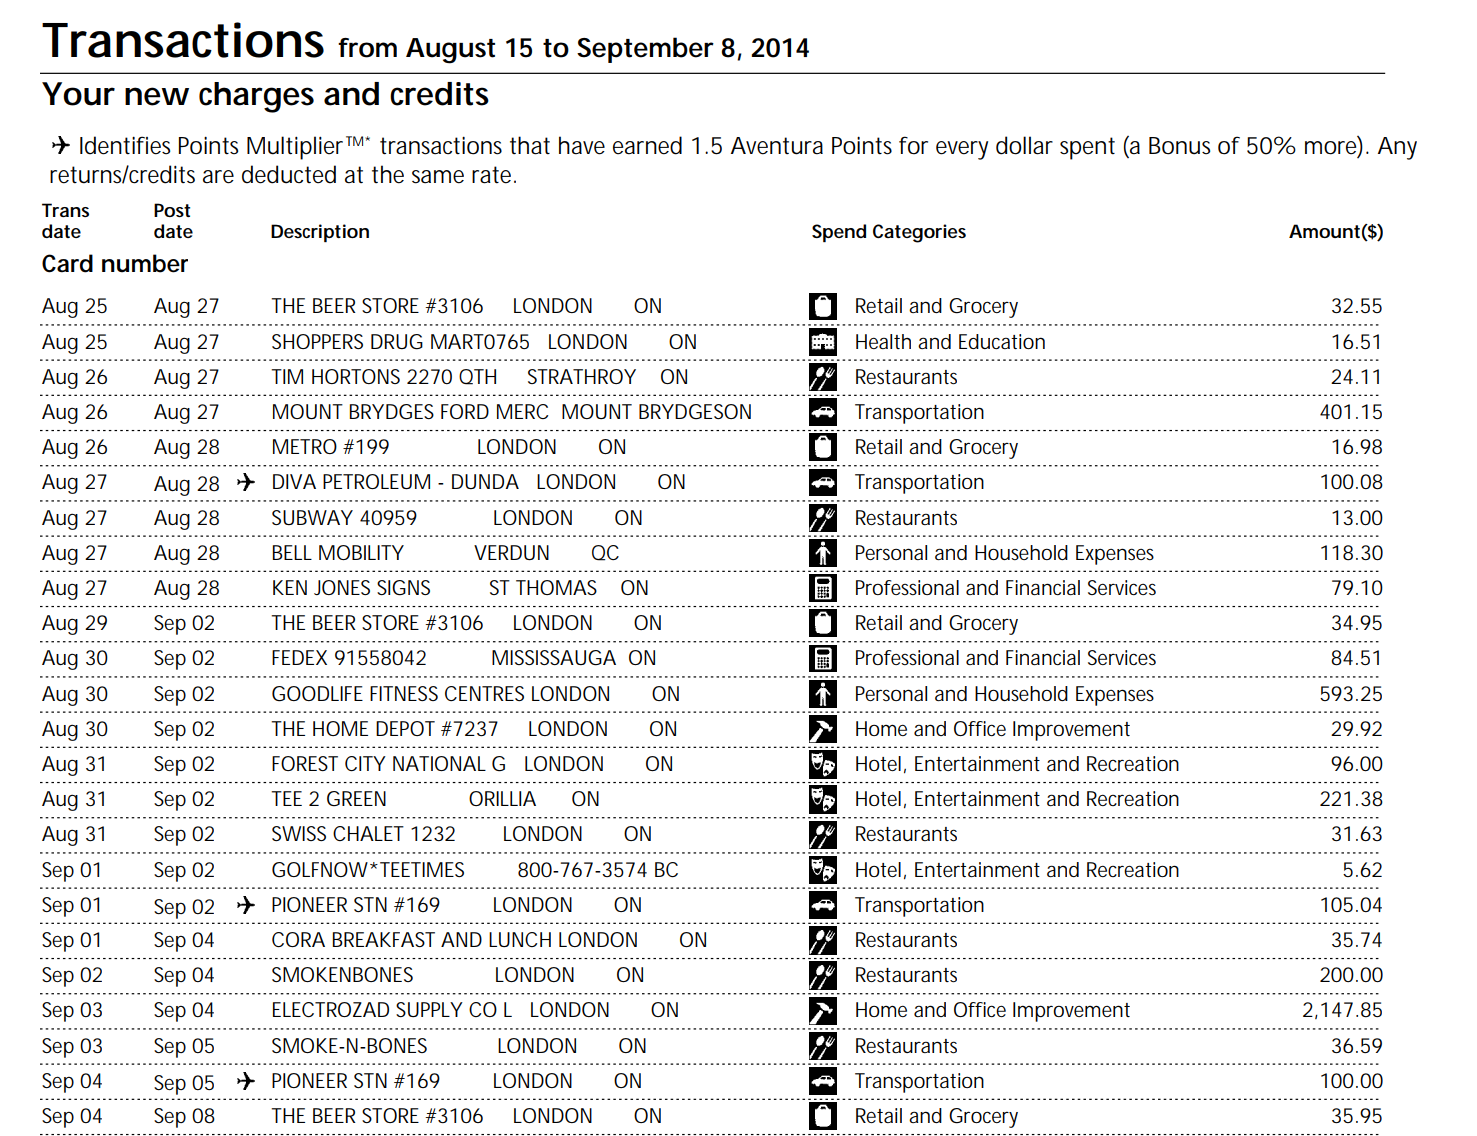 Transactions from August 15 to September 8, 2014
Your new charges and credits
✈ Identifies Points Multiplier™* transactions that have earned 1.5 Aventura Points for every dollar spent (a Bonus of 50% more). Any
returns/credits are deducted at the same rate.
Trans Post
date date Description Spend Categories Amount($)
Card number
Aug 25 Aug 27 THE BEER STORE #3106 LONDON ON Retail and Grocery 32.55
Aug 25 Aug 27 SHOPPERS DRUG MART0765 LONDON ON Health and Education 16.51
Aug 26 Aug 27 TIM HORTONS 2270 QTH STRATHROY ON Restaurants 24.11
Aug 26 Aug 27 MOUNT BRYDGES FORD MERC MOUNT BRYDGESON Transportation 401.15
Aug 26 Aug 28 METRO #199 LONDON ON Retail and Grocery 16.98
Aug 27 Aug 28 ✈ DIVA PETROLEUM - DUNDA LONDON ON Transportation 100.08
Aug 27 Aug 28 SUBWAY 40959 LONDON ON Restaurants 13.00
Aug 27 Aug 28 BELL MOBILITY VERDUN QC Personal and Household Expenses 118.30
Aug 27 Aug 28 KEN JONES SIGNS ST THOMAS ON Professional and Financial Services 79.10
Aug 29 Sep 02 THE BEER STORE #3106 LONDON ON Retail and Grocery 34.95
Aug 30 Sep 02 FEDEX 91558042 MISSISSAUGA ON Professional and Financial Services 84.51
Aug 30 Sep 02 GOODLIFE FITNESS CENTRES LONDON ON Personal and Household Expenses 593.25
Aug 30 Sep 02 THE HOME DEPOT #7237 LONDON ON Home and Office Improvement 29.92
Aug 31 Sep 02 FOREST CITY NATIONAL G LONDON ON Hotel, Entertainment and Recreation 96.00
Aug 31 Sep 02 TEE 2 GREEN ORILLIA ON Hotel, Entertainment and Recreation 221.38
Aug 31 Sep 02 SWISS CHALET 1232 LONDON ON Restaurants 31.63
Sep 01 Sep 02 GOLFNOW*TEETIMES 800-767-3574 BC Hotel, Entertainment and Recreation 5.62
Sep 01 Sep 02 ✈ PIONEER STN #169 LONDON ON Transportation 105.04
Sep 01 Sep 04 CORA BREAKFAST AND LUNCH LONDON ON Restaurants 35.74
Sep 02 Sep 04 SMOKENBONES LONDON ON Restaurants 200.00
Sep 03 Sep 04 ELECTROZAD SUPPLY CO L LONDON ON Home and Office Improvement 2,147.85
Sep 03 Sep 05 SMOKE-N-BONES LONDON ON Restaurants 36.59
Sep 04 Sep 05 ✈ PIONEER STN #169 LONDON ON Transportation 100.00
Sep 04 Sep 08 THE BEER STORE #3106 LONDON ON Retail and Grocery 35.95